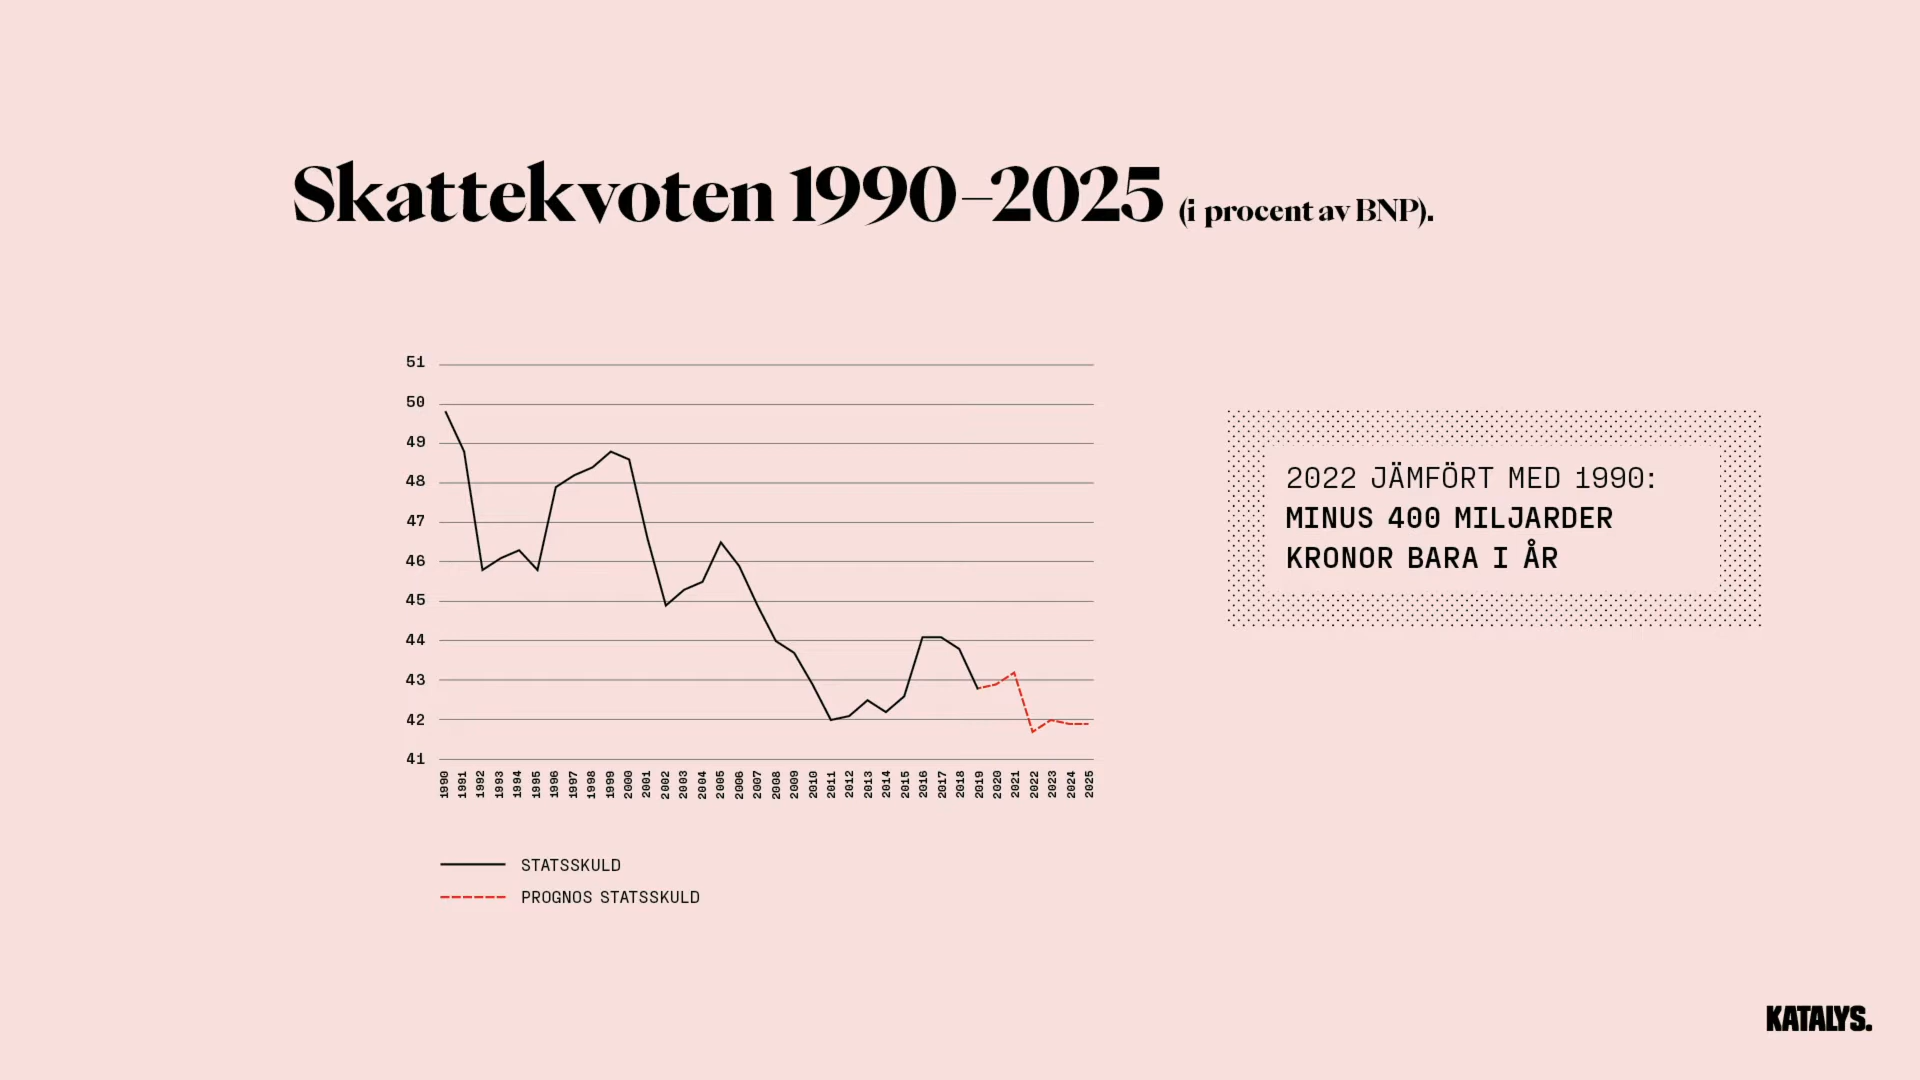 Skattekvoten 1990–2025 (i procent av BNP).
51
50
49
48
47
46
45
44
43
42
41
1990 1991 1992 1993 1994 1995 1996 1997 1998 1999 2000 2001 2002 2003 2004 2005 2006 2007 2008 2009 2010 2011 2012 2013 2014 2015 2016 2017 2018 2019 2020 2021 2022 2023 2024 2025
STATSSKULD
PROGNOS STATSSKULD
2022 JÄMFÖRT MED 1990:
MINUS 400 MILJARDER
KRONOR BARA I ÅR
KATALYS.